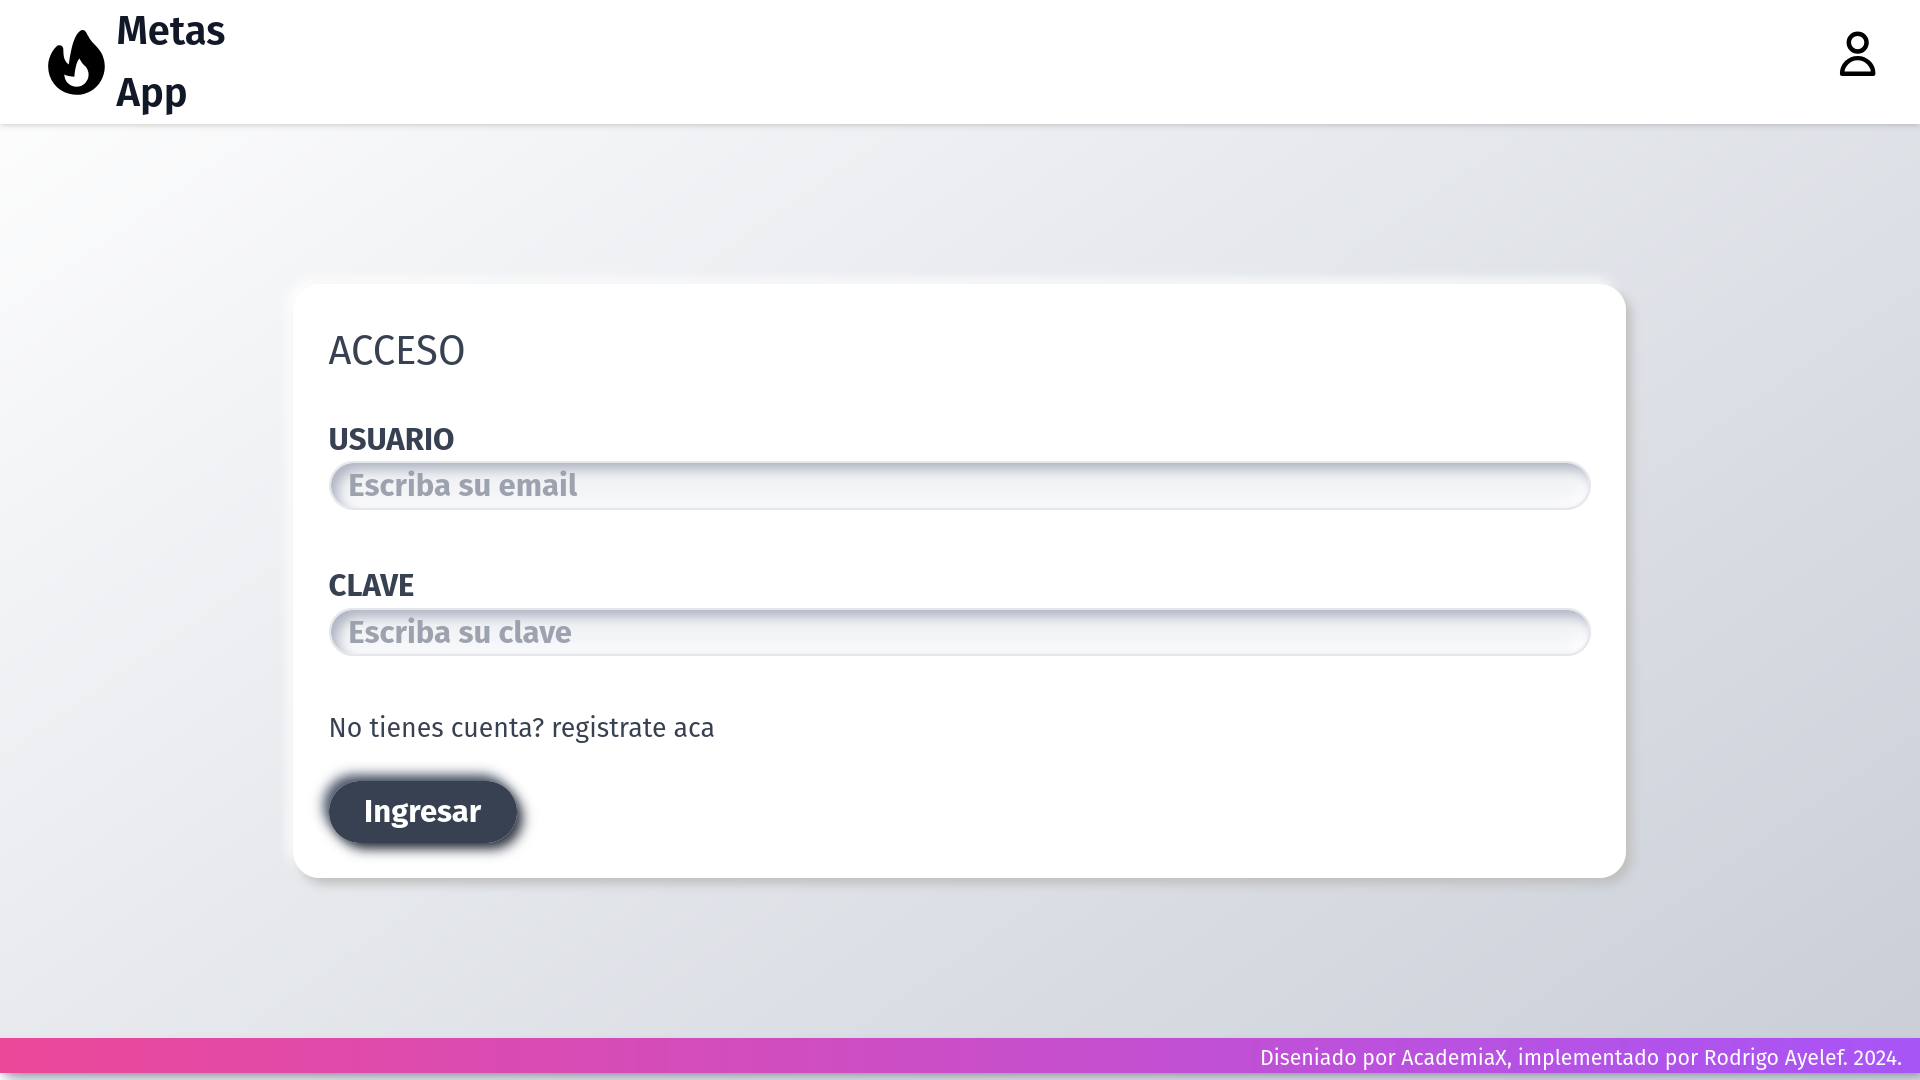 Metas
App
ACCESO
USUARIO
Escriba su email
CLAVE
Escriba su clave
No tienes cuenta? registrate aca
Ingresar
Diseniado por AcademiaX, implementado por Rodrigo Ayelef. 2024.